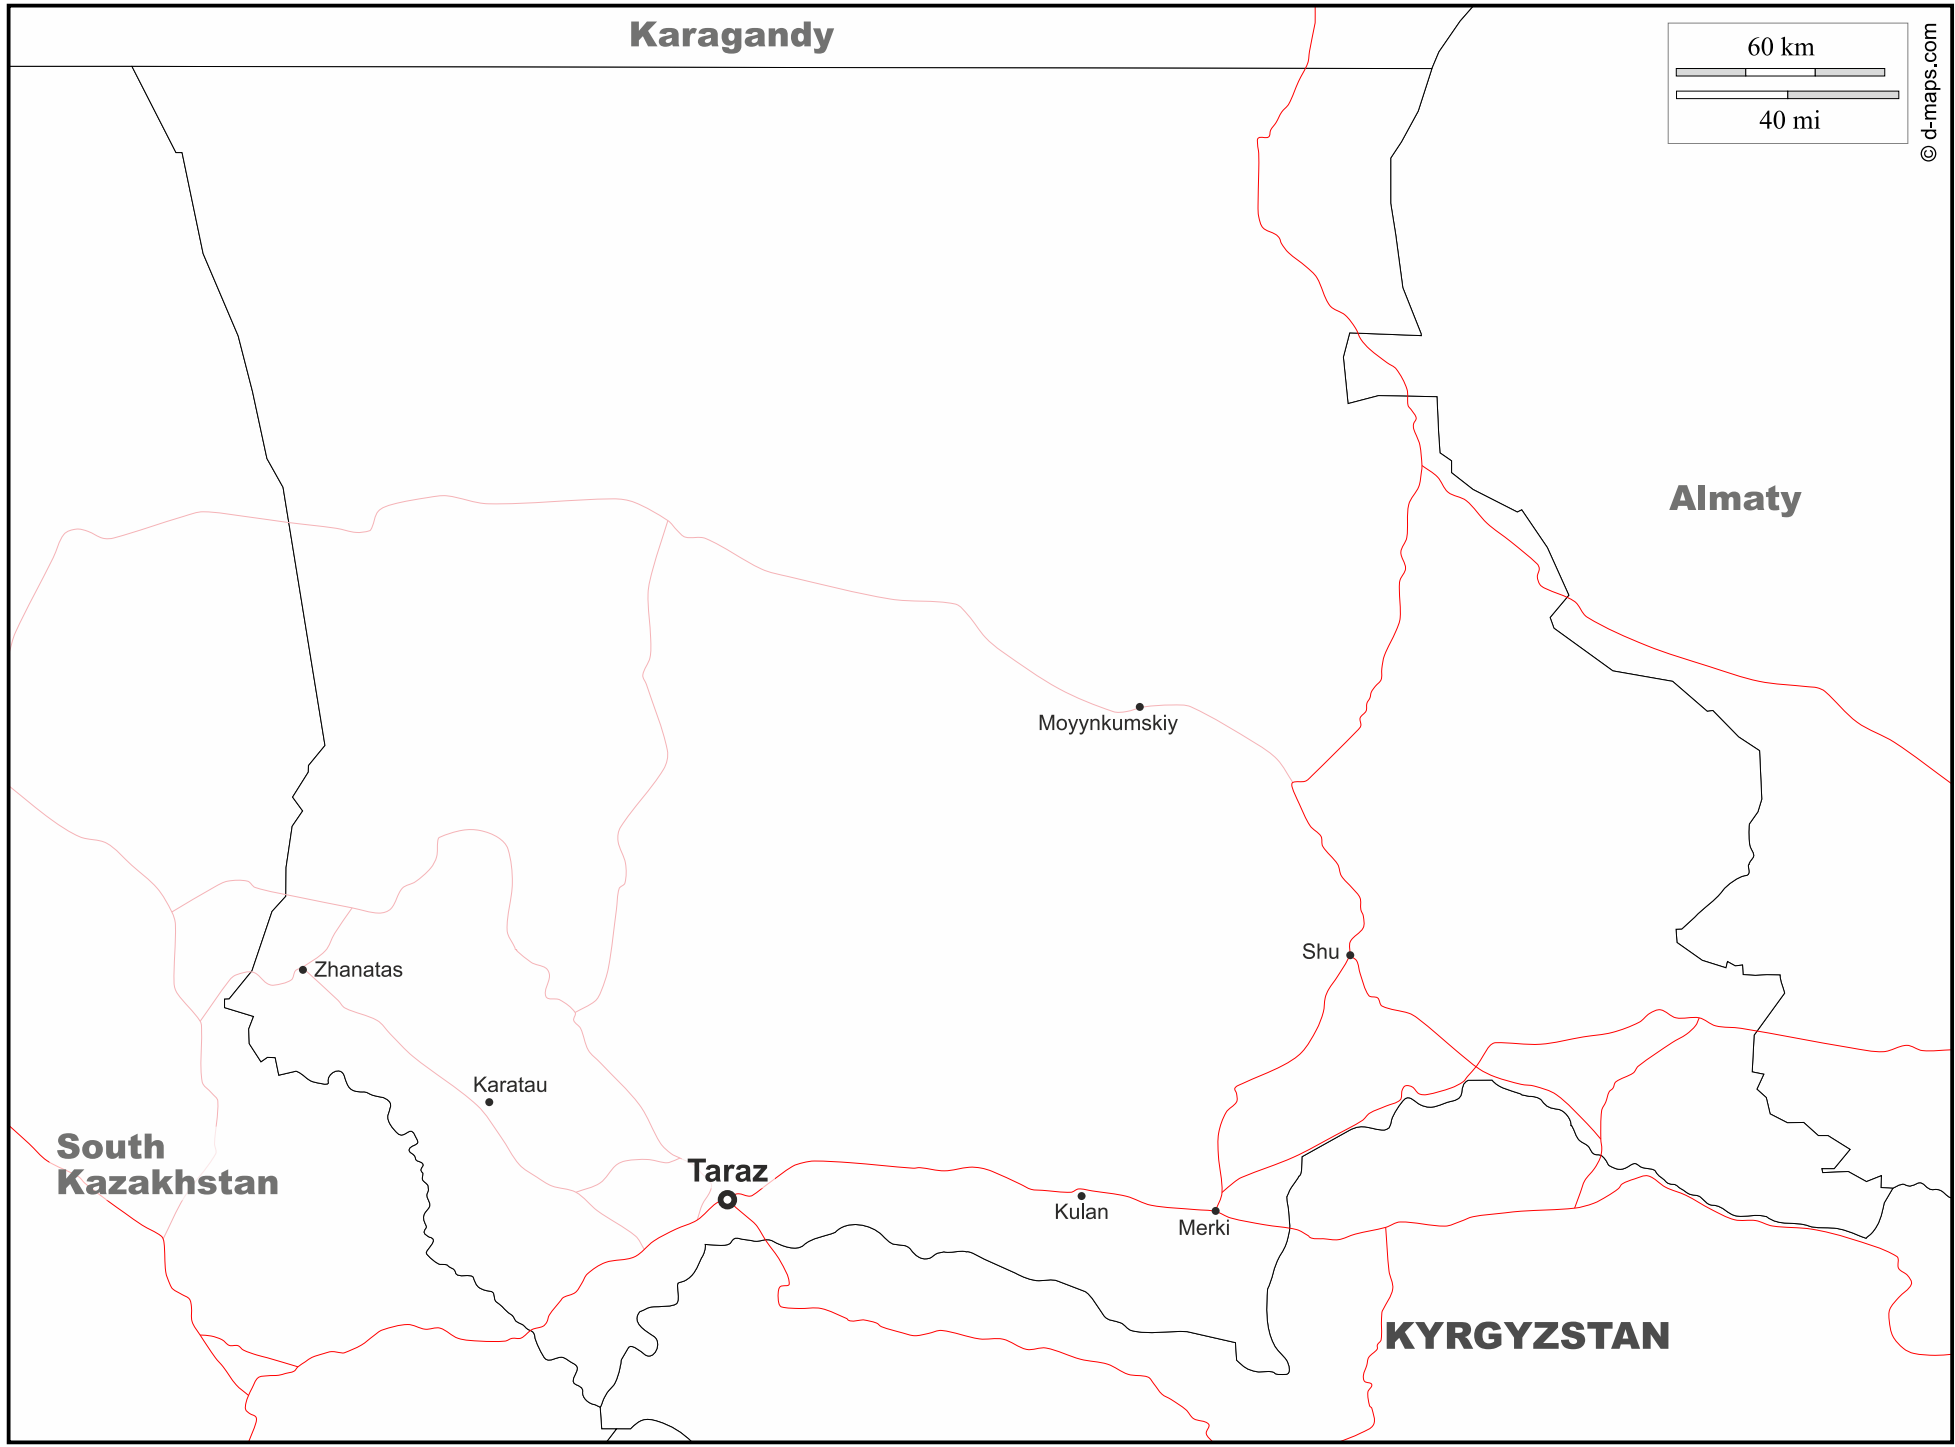 Karagandy
60 km
40 mi
© d-maps.com
Almaty
Moyynkumskiy
Shu
Zhanatas
Karatau
South
Kazakhstan
Taraz
Kulan
Merki
KYRGYZSTAN